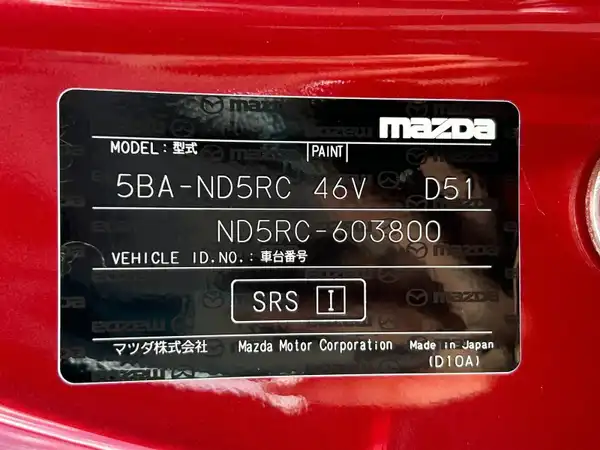 mazda
MODEL:型式 PAINT
5BA-ND5RC 46V D51
ND5RC-603800
VEHICLE ID.NO.:車台番号
SRS I
マツダ株式会社 Mazda Motor Corporation Made in Japan
(D10A)